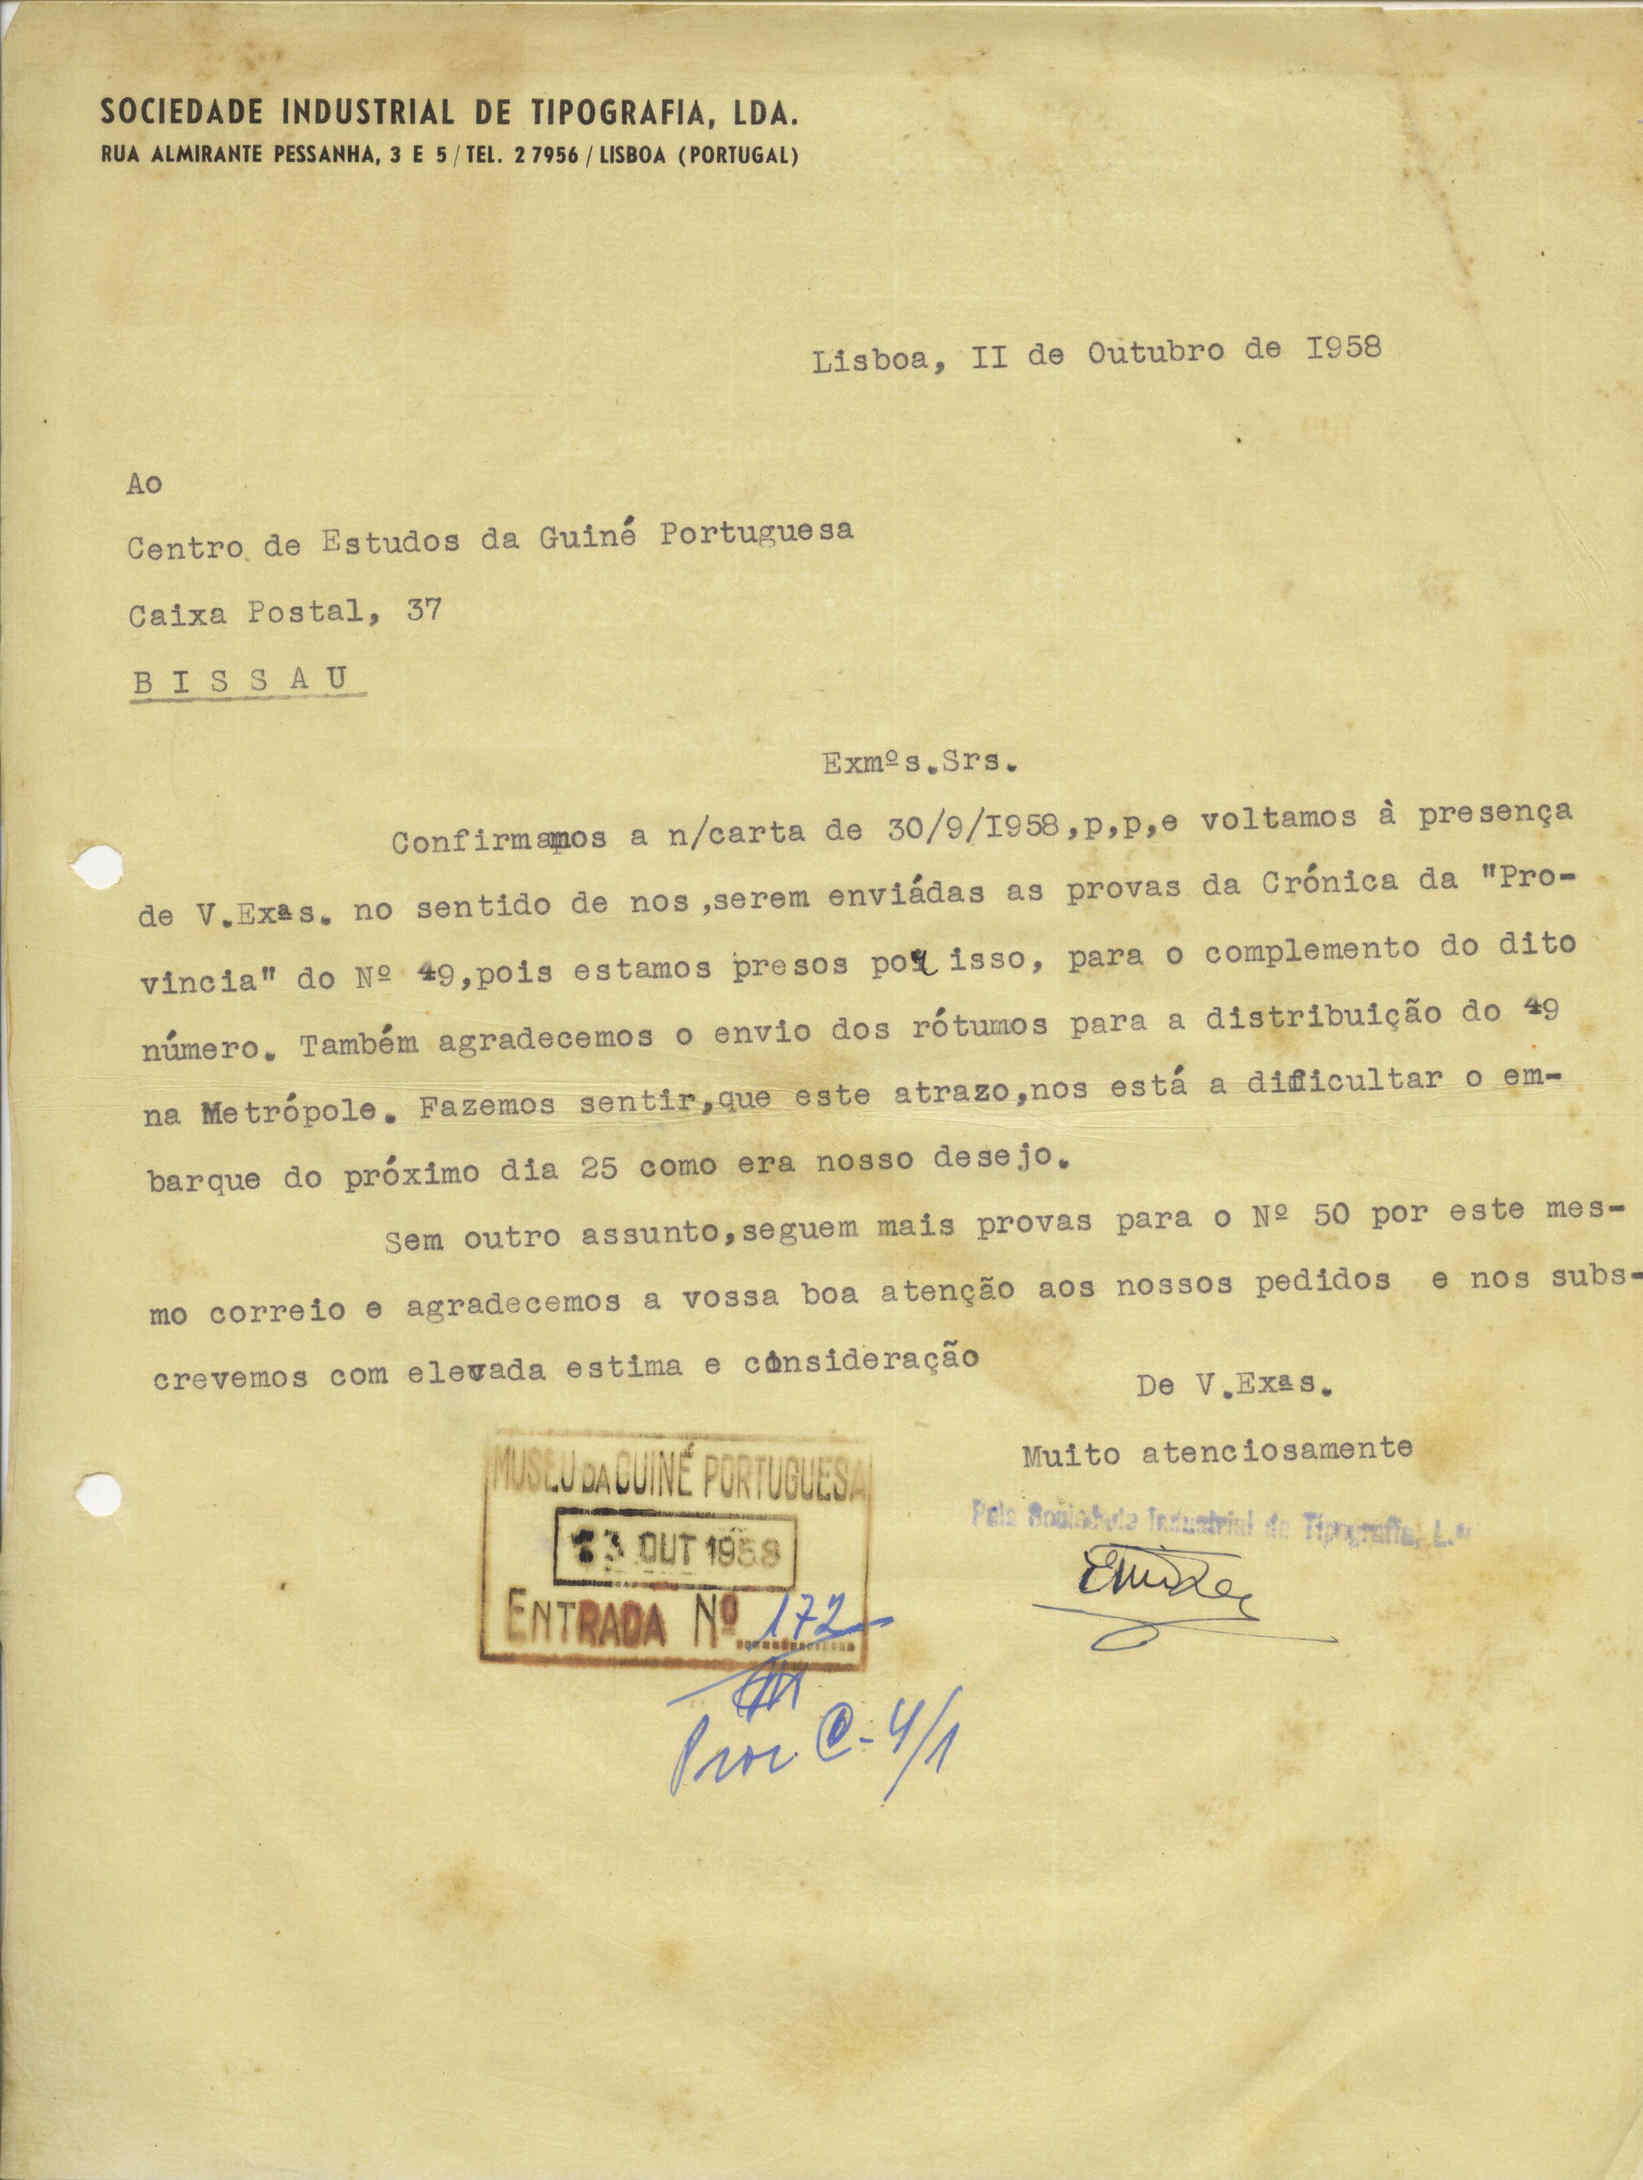 SOCIEDADE INDUSTRIAL DE TIPOGRAFIA, LDA.
RUA ALMIRANTE PESSANHA, 3 E 5 / TEL. 2 7956 / LISBOA (PORTUGAL)
Lisboa, II de Outubro de I958
Ao
Centro de Estudos da Guiné Portuguesa
Caixa Postal, 37
B I S S A U
Exmºs.Srs.
Confirmamos a n/carta de 30/9/I958,p,p,e voltamos à presença
de V.Exªs. no sentido de nos,serem enviádas as provas da Crónica da "Pro-
vincia" do Nº 49,pois estamos presos por isso, para o complemento do dito
número. Também agradecemos o envio dos rótumos para a distribuição do 49
na Metrópole. Fazemos sentir,que este atrazo,nos está a dificultar o em-
barque do próximo dia 25 como era nosso desejo.
Sem outro assunto,seguem mais provas para o Nº 50 por este mes-
mo correio e agradecemos a vossa boa atenção aos nossos pedidos e nos subs-
crevemos com elevada estima e consideração
De V.Exªs.
Muito atenciosamente
Pela Sociedade Industrial de Tipografia, L.
MUSEU DA GUINÉ PORTUGUESA
OUT 1958
ENTRADA Nº 172
C-4/1